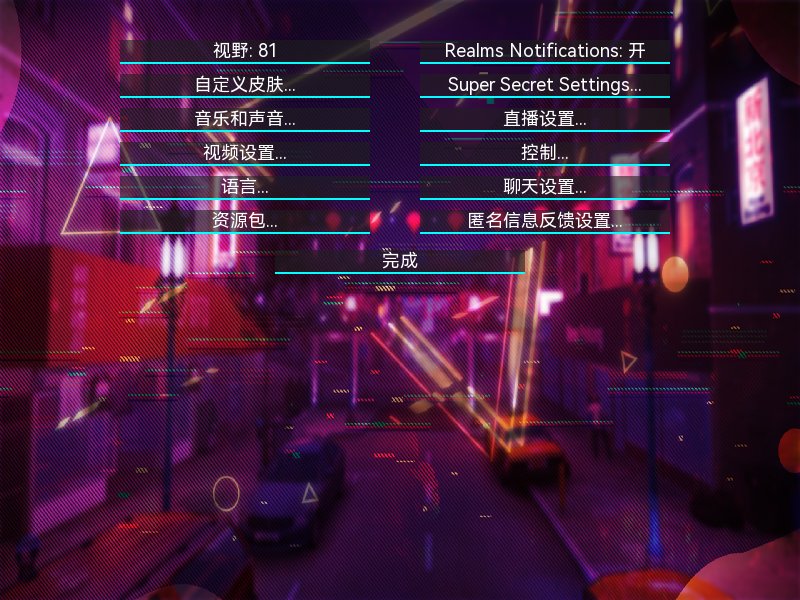 视野: 81
Realms Notifications: 开
自定义皮肤...
Super Secret Settings...
音乐和声音...
直播设置...
视频设置...
控制...
语言...
聊天设置...
资源包...
匿名信息反馈设置...
完成